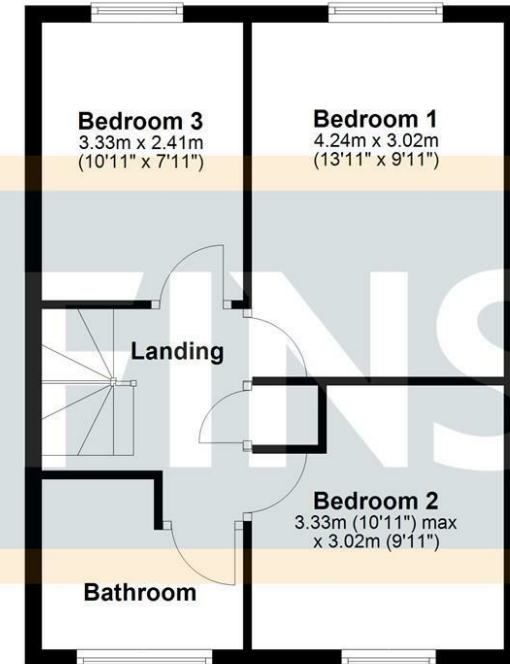 Bedroom 3
3.33m x 2.41m
(10'11" x 7'11")
Bedroom 1
4.24m x 3.02m
(13'11" x 9'11")
Landing
FINS
Bedroom 2
3.33m (10'11") max
x 3.02m (9'11")
Bathroom